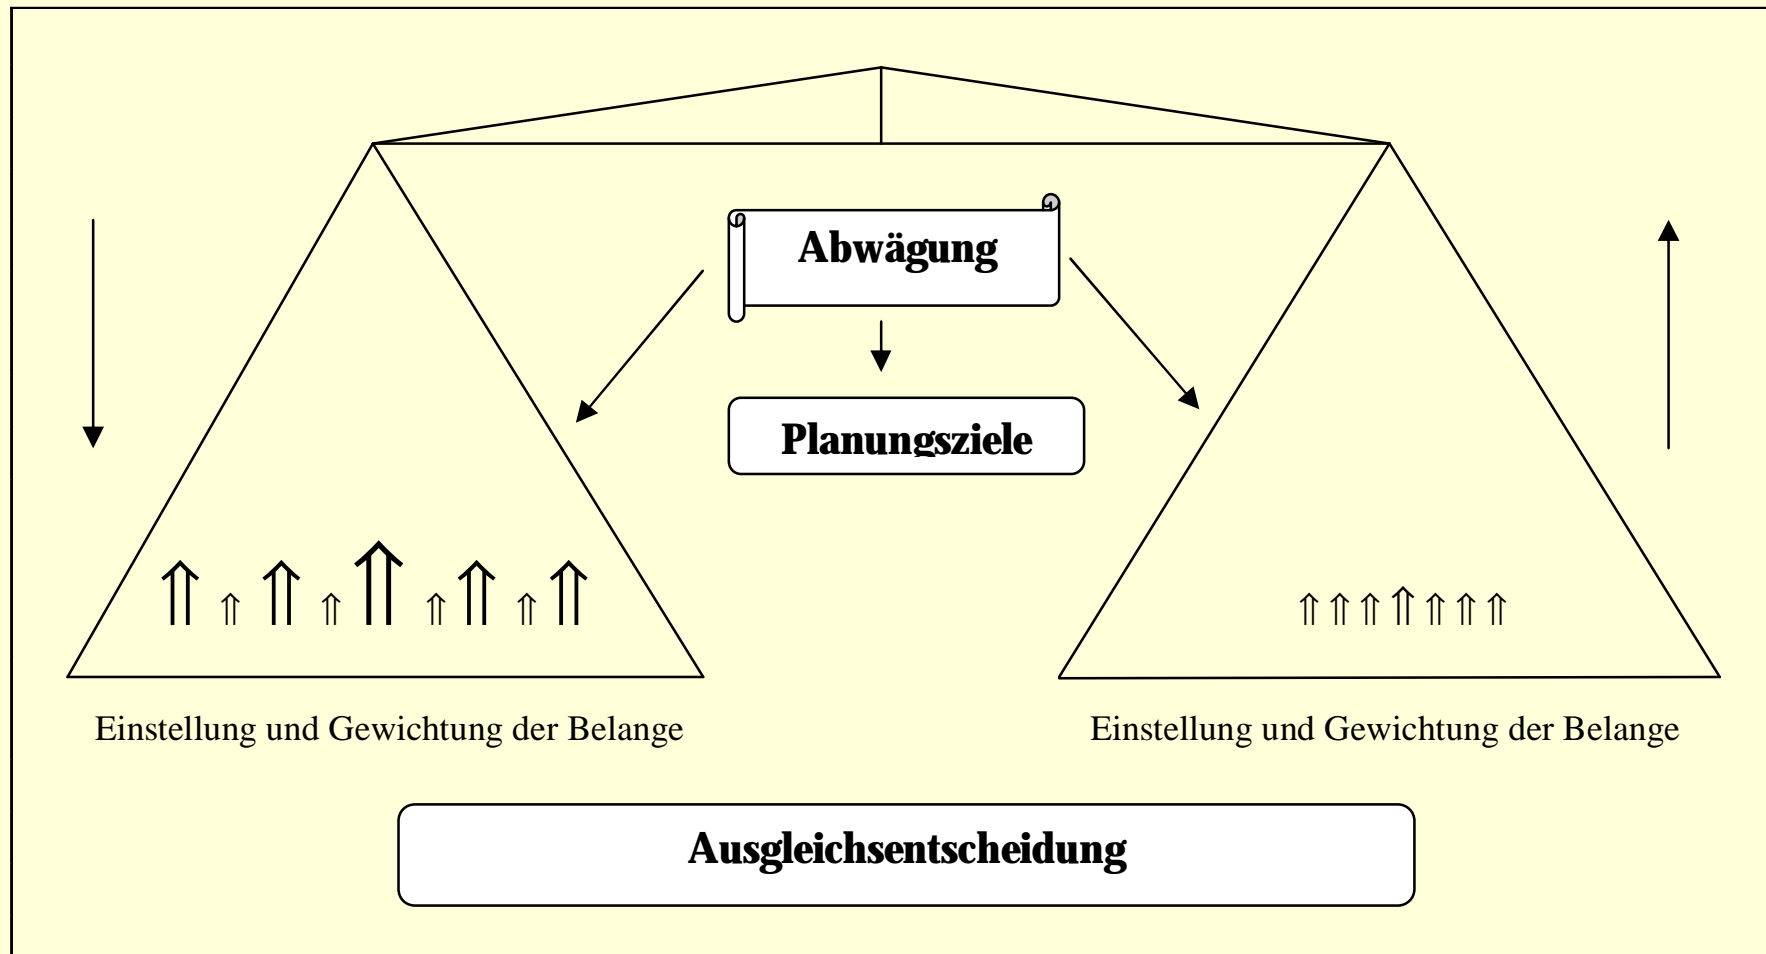 Abwägung
Planungsziele
⇑ ⇑ ⇑ ⇑ ⇑ ⇑ ⇑ ⇑ ⇑
⇑ ⇑ ⇑ ⇑ ⇑ ⇑ ⇑
Einstellung und Gewichtung der Belange
Einstellung und Gewichtung der Belange
Ausgleichsentscheidung